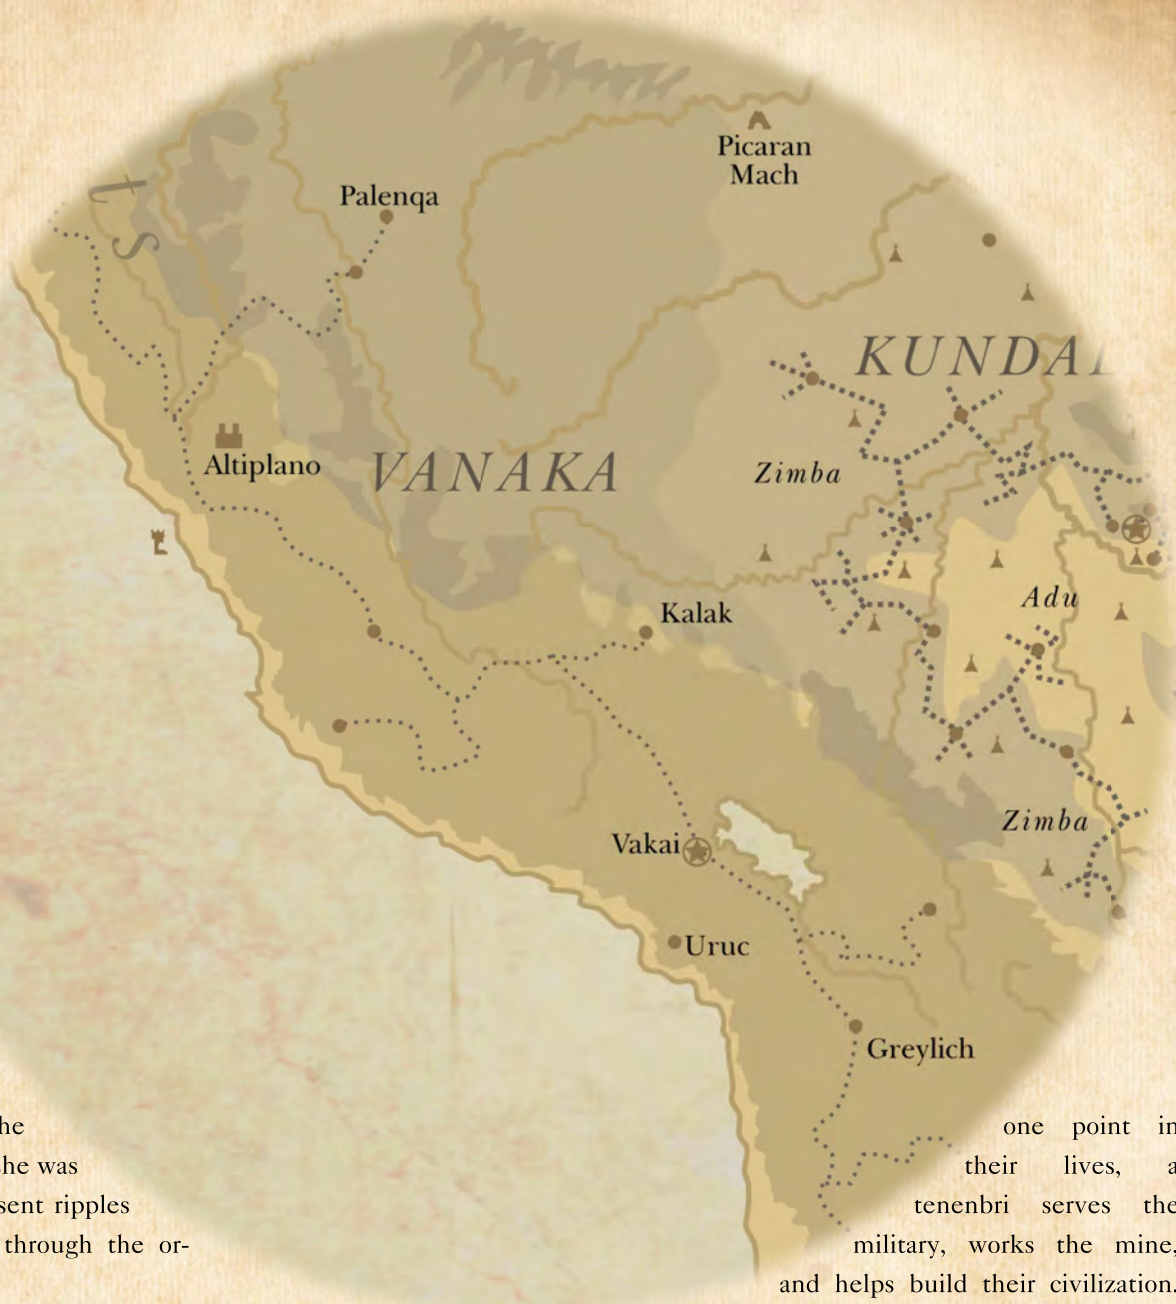 t
S
Picaran
Mach
Palenqa
KUNDAL
Altiplano
VANAKA
Zimba
Adu
Kalak
Zimba
Vakai
Uruc
Greylich
he
he was
sent ripples
through the or-
one point in
their lives, a
tenenbri serves the
military, works the mine,
and helps build their civilization.